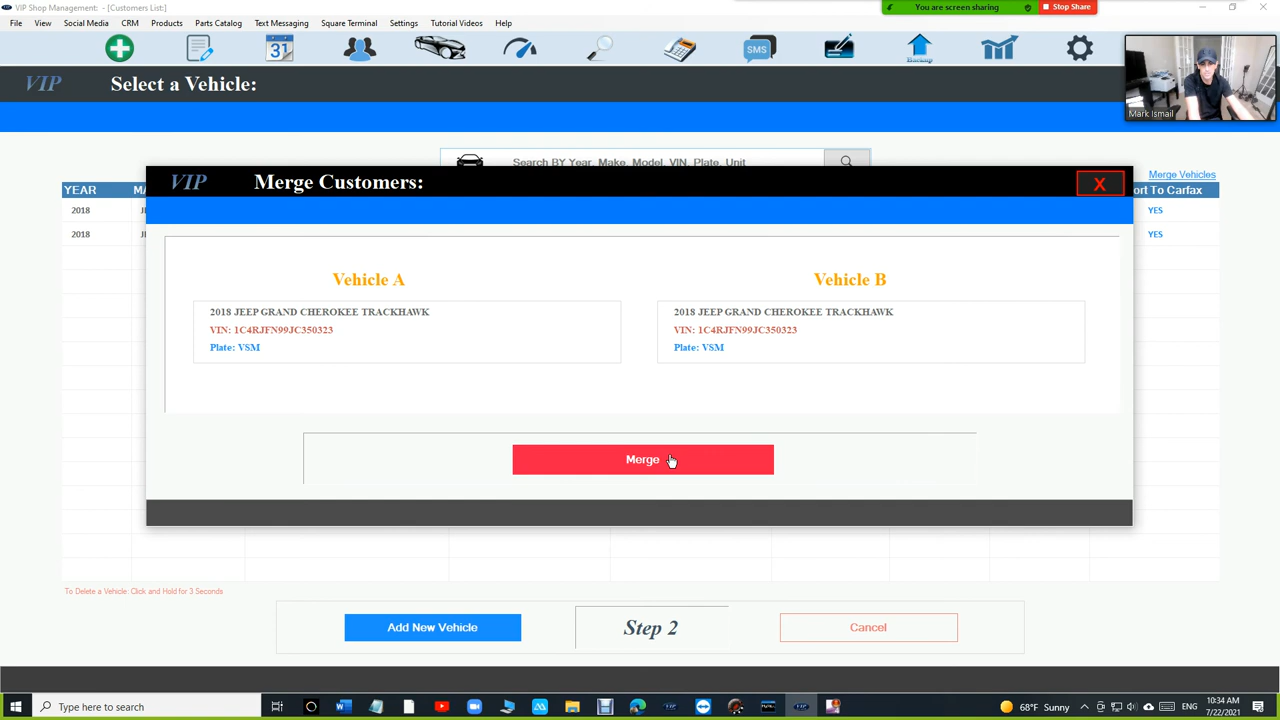 VIP Shop Management: - [Customers List:]
You are screen sharing
Stop Share
File View Social Media CRM Products Parts Catalog Text Messaging Square Terminal Settings Tutorial Videos Help
31
SMS
Backup
VIP Select a Vehicle:
Mark Ismail
Search BY Year, Make, Model, VIN, Plate, Unit
Merge Vehicles
VIP Merge Customers:
X
YEAR
ort To Carfax
2018
YES
2018
YES
Vehicle A
Vehicle B
2018 JEEP GRAND CHEROKEE TRACKHAWK
VIN: 1C4RJFN99JC350323
Plate: VSM
2018 JEEP GRAND CHEROKEE TRACKHAWK
VIN: 1C4RJFN99JC350323
Plate: VSM
Merge
To Delete a Vehicle: Click and Hold for 3 Seconds
Add New Vehicle
Step 2
Cancel
Type here to search
68°F Sunny
ENG
10:34 AM
7/22/2021